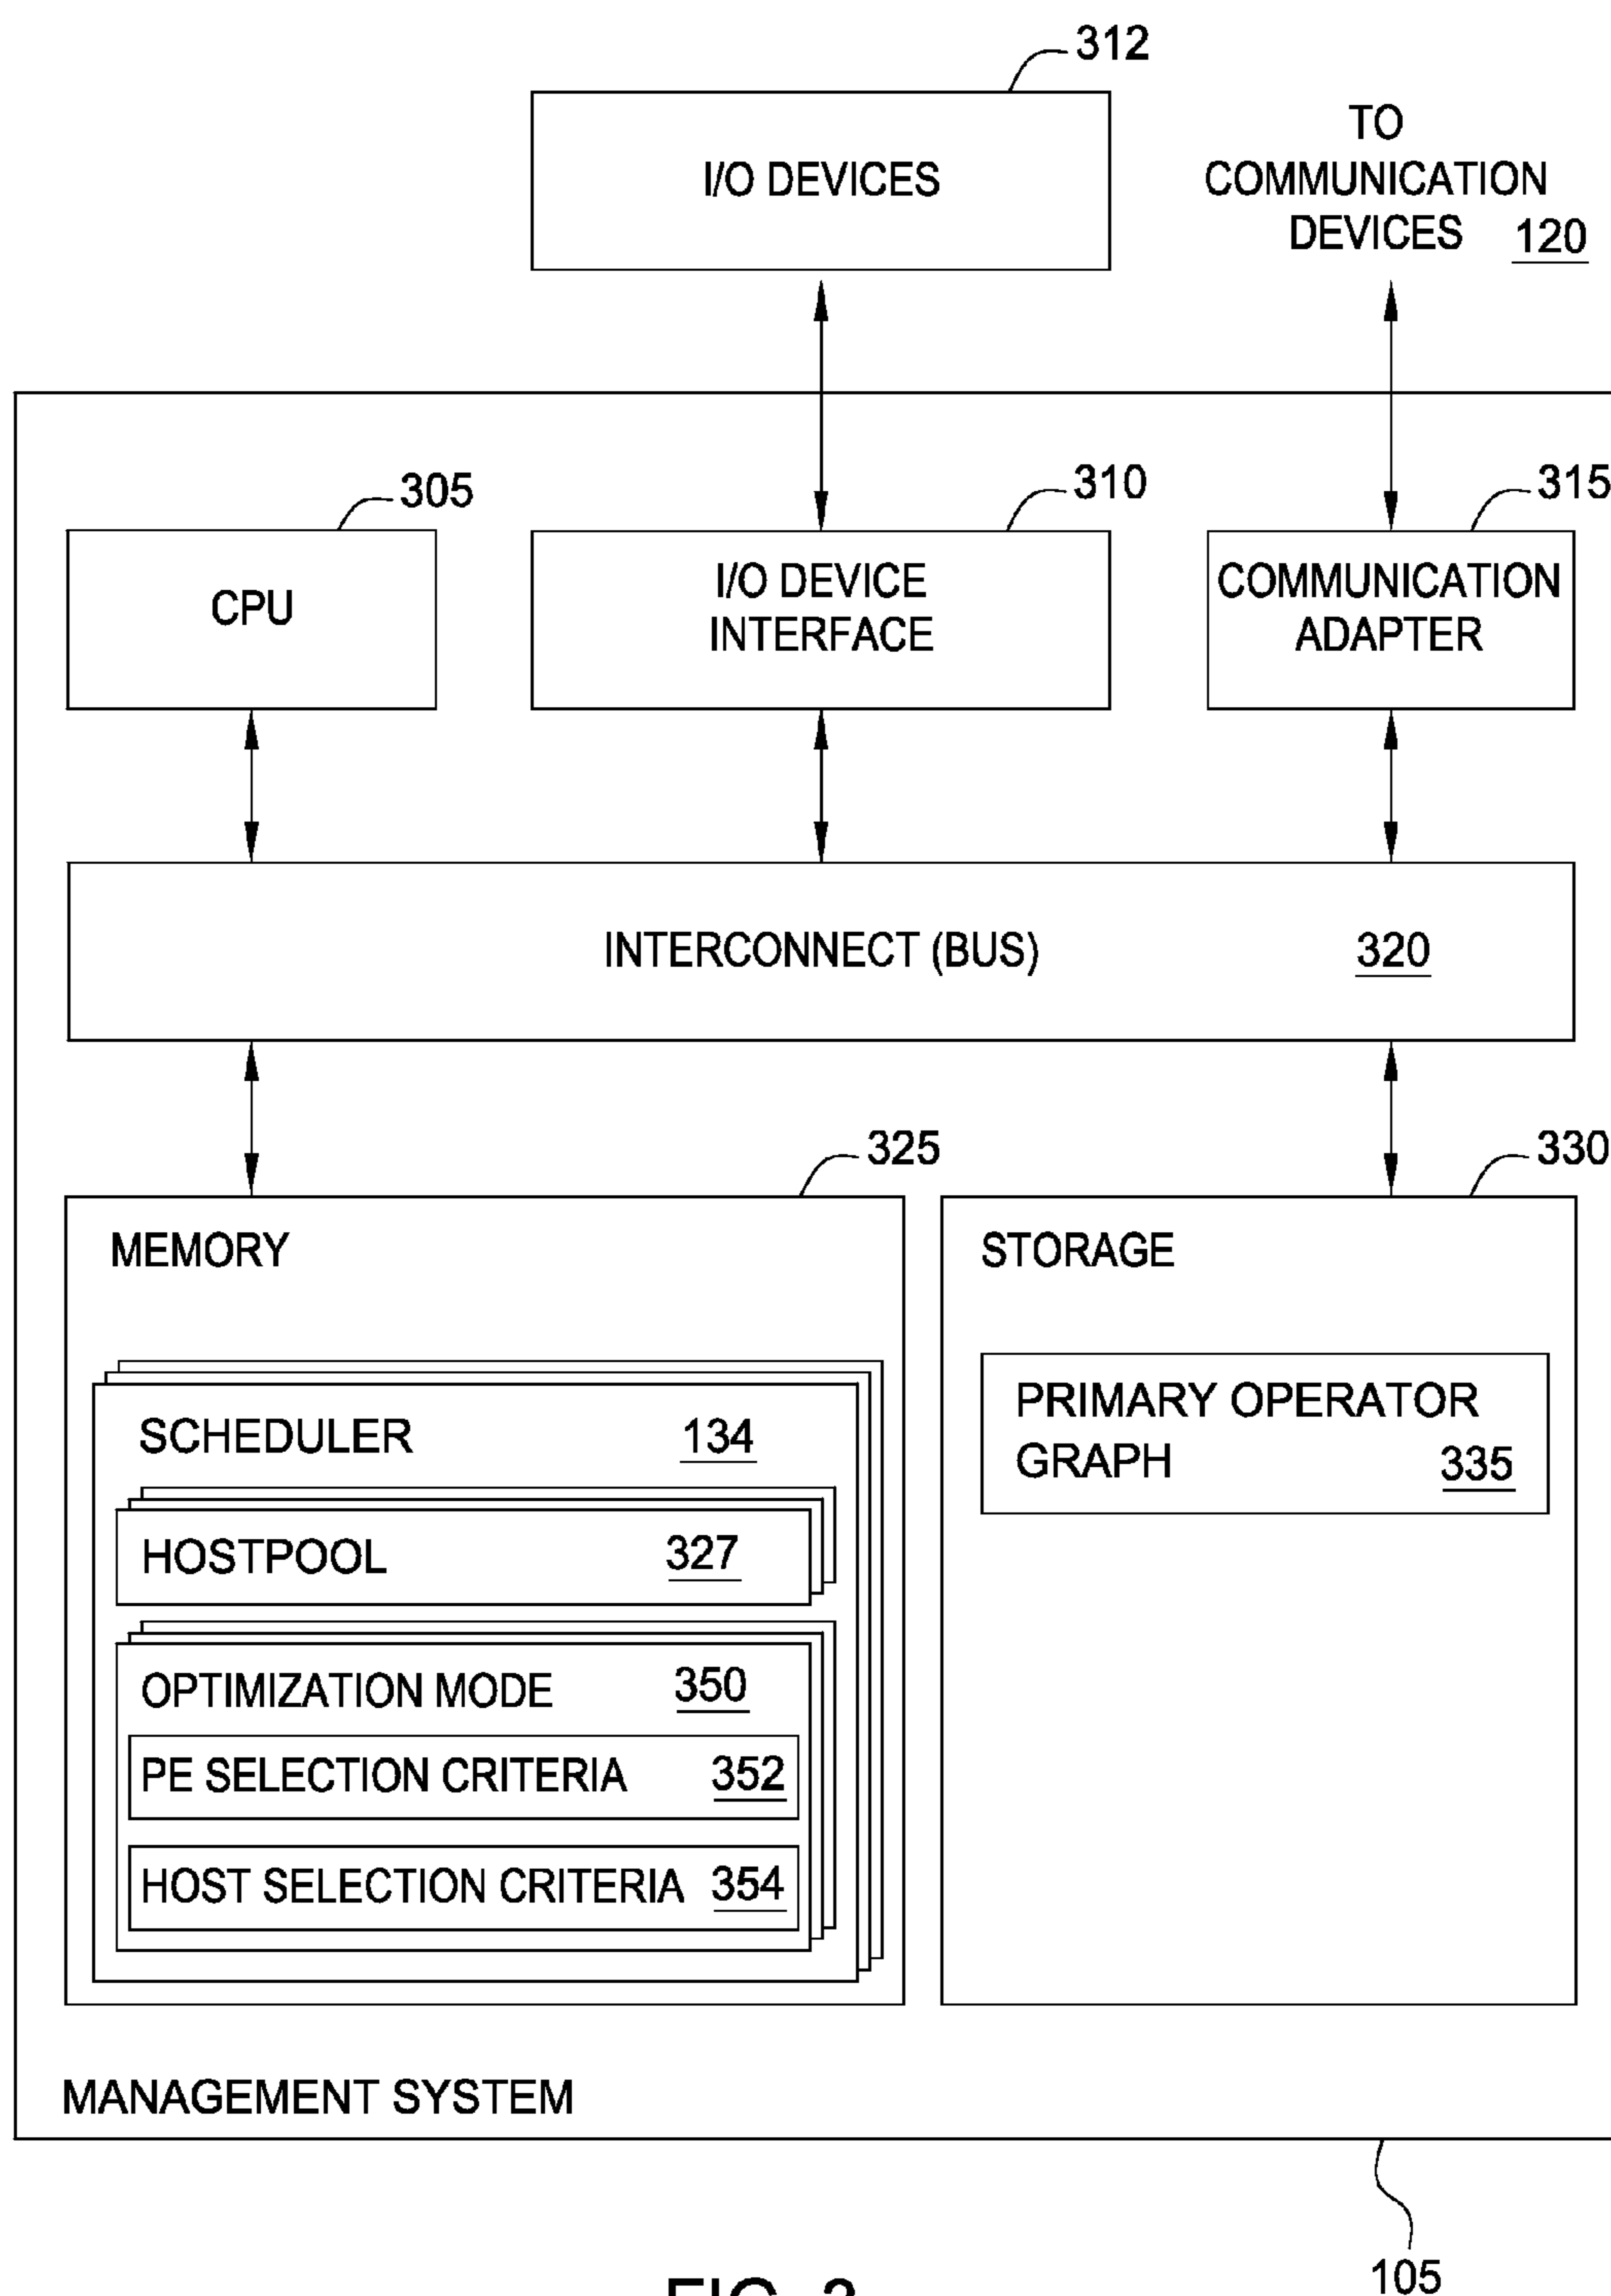 312
I/O DEVICES
TO
COMMUNICATION
DEVICES 120
305
310
315
CPU
I/O DEVICE
INTERFACE
COMMUNICATION
ADAPTER
INTERCONNECT (BUS) 320
325
330
MEMORY
SCHEDULER 134
HOSTPOOL 327
OPTIMIZATION MODE 350
PE SELECTION CRITERIA 352
HOST SELECTION CRITERIA 354
STORAGE
PRIMARY OPERATOR
GRAPH 335
MANAGEMENT SYSTEM
105